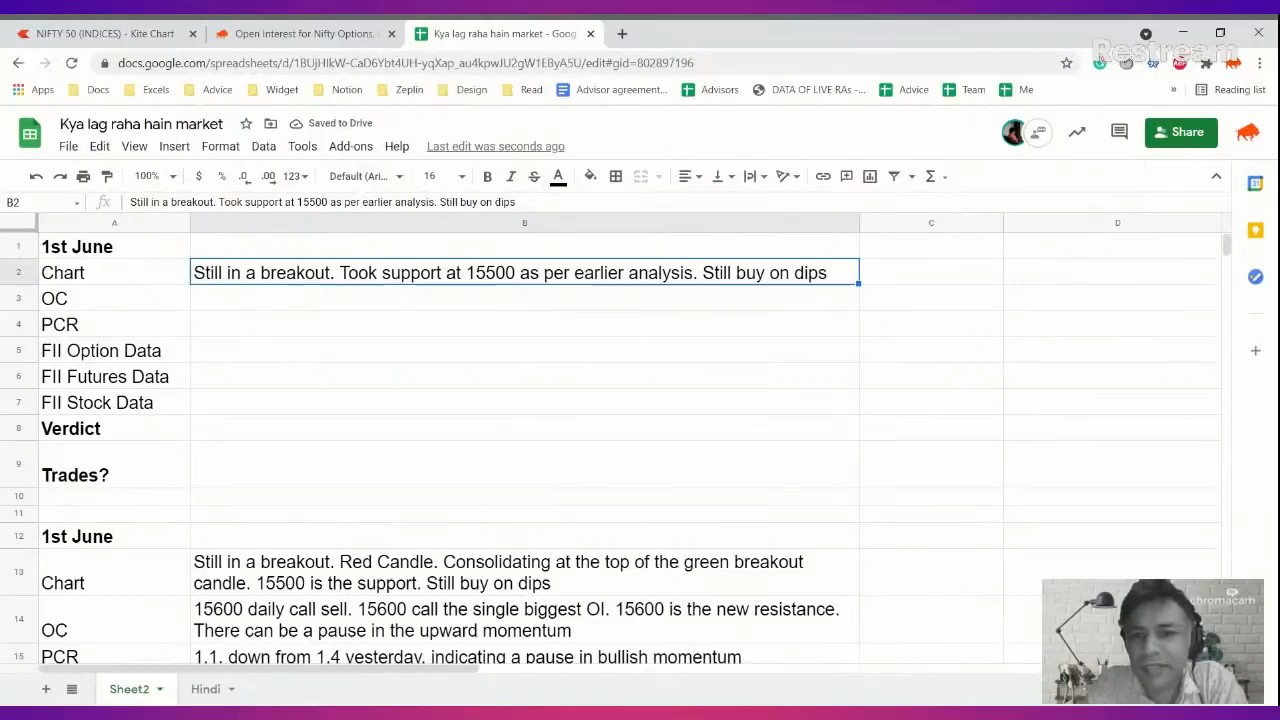 NIFTY 50 (INDICES) - Kite Chart
Open Interest for Nifty Options,
Kya lag raha hain market - Goog
Restream
docs.google.com/spreadsheets/d/1BUjHlkW-CaD6Ybt4UH-gvXp_au4KpwJU2gW1EByA5U/edit#gid=802897196
Apps Docs Excels Advice Widget Notion Zeplin Design Read Advisor agreement... Advisors DATA OF LIVE RAs -... Advice Team Me » Reading list
Kya lag raha hain market Saved to Drive
Share
File Edit View Insert Format Data Tools Add-ons Help Last edit was seconds ago
100% $ % .0 .00 123 Default (Ari... 16 B I S A Σ
B2 fx Still in a breakout. Took support at 15500 as per earlier analysis. Still buy on dips
A B C D
1 1st June
2 Chart Still in a breakout. Took support at 15500 as per earlier analysis. Still buy on dips
3 OC
4 PCR
5 FII Option Data
6 FII Futures Data
7 FII Stock Data
8 Verdict
9 Trades?
10
11
12 1st June
13 Chart Still in a breakout. Red Candle. Consolidating at the top of the green breakout
candle. 15500 is the support. Still buy on dips
14 OC 15600 daily call sell. 15600 call the single biggest OI. 15600 is the new resistance.
There can be a pause in the upward momentum
15 PCR 1.1. down from 1.4 yesterday. indicating a pause in bullish momentum
chromacam
Sheet2 Hindi